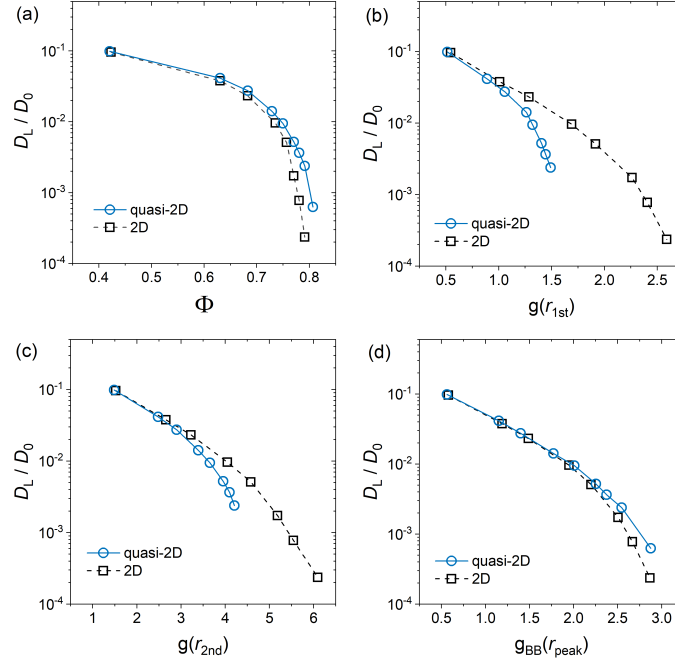 (a)
10⁻¹
10⁻²
10⁻³
10⁻⁴
D_L / D_0
quasi-2D
2D
0.4 0.5 0.6 0.7 0.8
Φ
(b)
10⁰
10⁻¹
10⁻²
10⁻³
10⁻⁴
D_L / D_0
quasi-2D
2D
0.5 1.0 1.5 2.0 2.5
g(r_1st)
(c)
10⁰
10⁻¹
10⁻²
10⁻³
10⁻⁴
D_L / D_0
quasi-2D
2D
1 2 3 4 5 6
g(r_2nd)
(d)
10⁰
10⁻¹
10⁻²
10⁻³
10⁻⁴
D_L / D_0
quasi-2D
2D
0.5 1.0 1.5 2.0 2.5 3.0
g_BB(r_peak)